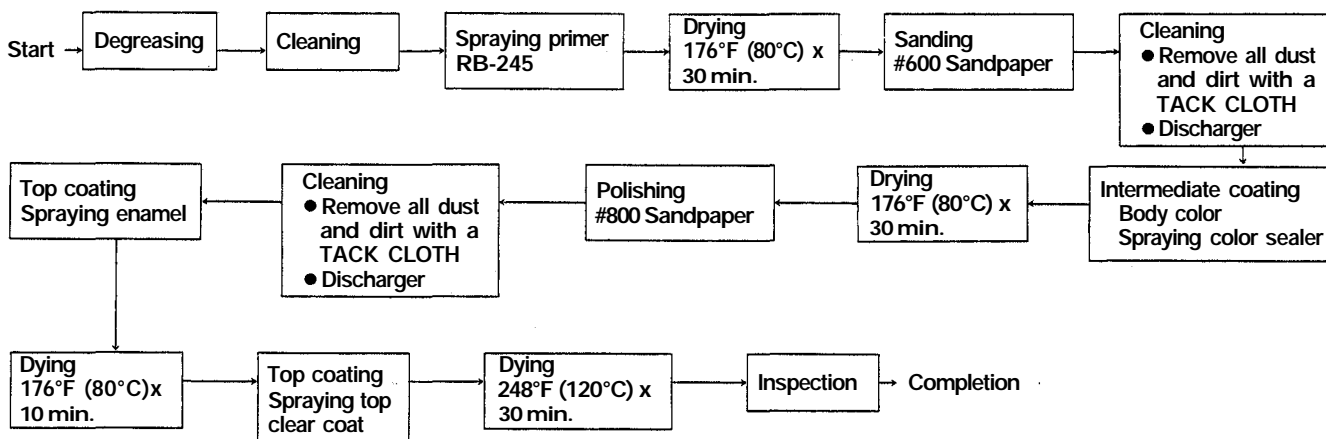 Start
Degreasing
Cleaning
Spraying primer
RB-245
Drying
176°F (80°C) x
30 min.
Sanding
#600 Sandpaper
Cleaning
● Remove all dust
and dirt with a
TACK CLOTH
● Discharger
Intermediate coating
Body color
Spraying color sealer
Drying
176°F (80°C) x
30 min.
Polishing
#800 Sandpaper
Cleaning
● Remove all dust
and dirt with a
TACK CLOTH
● Discharger
Top coating
Spraying enamel
Dying
176°F (80°C)x
10 min.
Top coating
Spraying top
clear coat
Dying
248°F (120°C) x
30 min.
Inspection
Completion